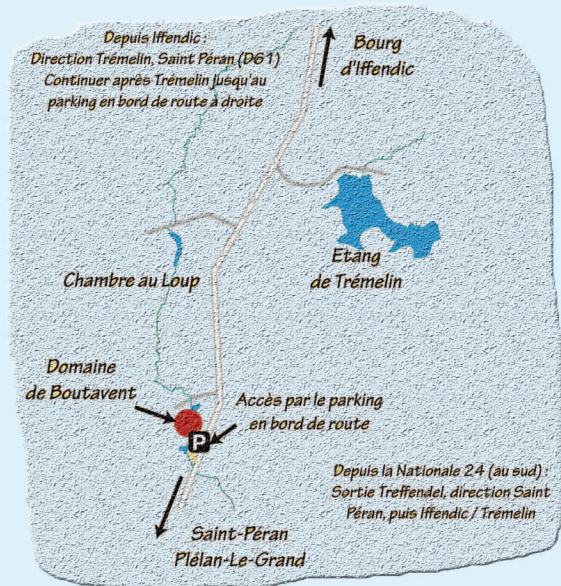 Depuis Iffendic :
Direction Trémelin, Saint Péran (D61)
Continuer après Trémelin jusqu'au
parking en bord de route à droite
Bourg
d'Iffendic
Etang
de Trémelin
Chambre au Loup
Domaine
de Boutavent
Accès par le parking
en bord de route
P
Depuis la Nationale 24 (au sud) :
Sortie Treffendel, direction Saint
Péran, puis Iffendic / Trémelin
Saint-Péran
Plélan-Le-Grand